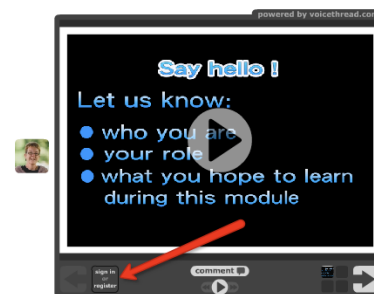 powered by voicethread.com
Say hello !
Let us know:
who you are
your role
what you hope to learn
during this module
sign in
or
register
comment